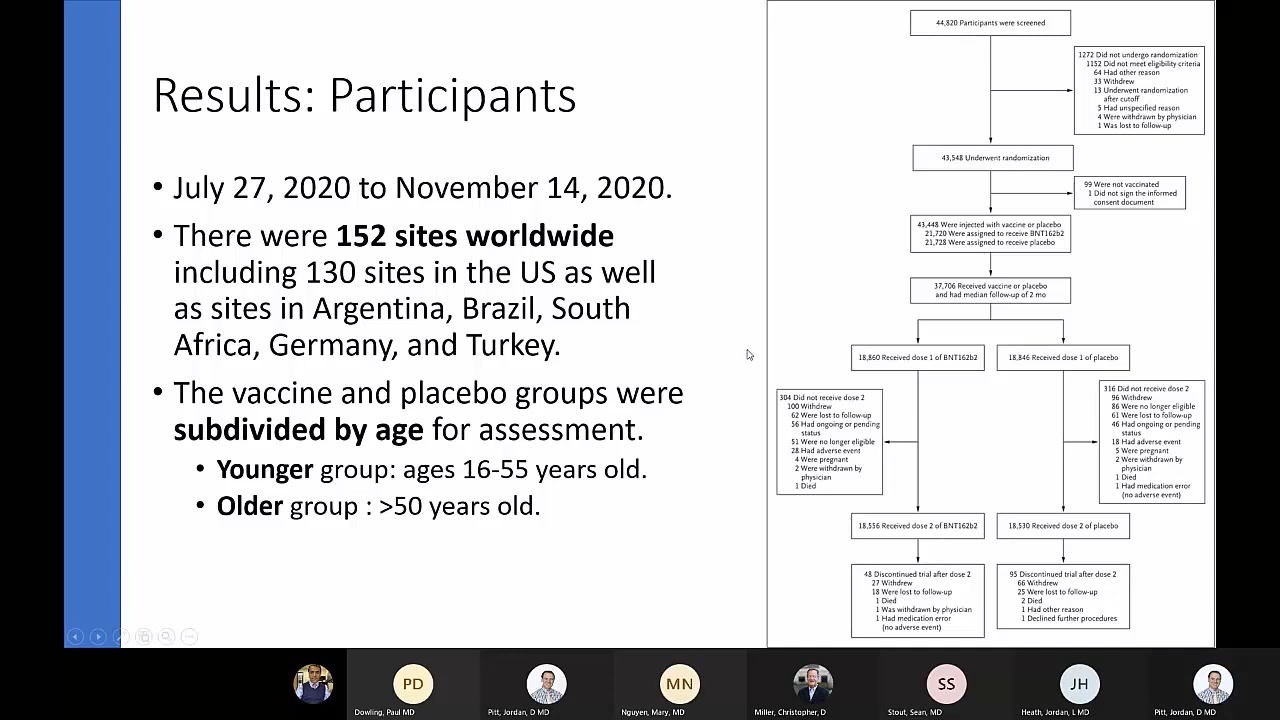 Results: Participants
• July 27, 2020 to November 14, 2020.
• There were 152 sites worldwide
including 130 sites in the US as well
as sites in Argentina, Brazil, South
Africa, Germany, and Turkey.
• The vaccine and placebo groups were
subdivided by age for assessment.
• Younger group: ages 16-55 years old.
• Older group : >50 years old.
44,820 Participants were screened
1272 Did not undergo randomization
1152 Did not meet eligibility criteria
64 Had other reason
33 Withdrew
13 Underwent randomization
after cutoff
5 Had unspecified reason
4 Were withdrawn by physician
1 Was lost to follow-up
43,548 Underwent randomization
99 Were not vaccinated
1 Did not sign the informed
consent document
43,448 Were injected with vaccine or placebo
21,720 Were assigned to receive BNT162b2
21,728 Were assigned to receive placebo
37,706 Received vaccine or placebo
and had median follow-up of 2 mo
18,860 Received dose 1 of BNT162b2
18,846 Received dose 1 of placebo
304 Did not receive dose 2
100 Withdrew
62 Were lost to follow-up
56 Had ongoing or pending
status
51 Were no longer eligible
28 Had adverse event
4 Were pregnant
2 Were withdrawn by
physician
1 Died
316 Did not receive dose 2
96 Withdrew
86 Were no longer eligible
61 Were lost to follow-up
46 Had ongoing or pending
status
18 Had adverse event
5 Were pregnant
2 Were withdrawn by
physician
1 Died
1 Had medication error
(no adverse event)
18,556 Received dose 2 of BNT162b2
18,530 Received dose 2 of placebo
48 Discontinued trial after dose 2
27 Withdrew
18 Were lost to follow-up
1 Died
1 Was withdrawn by physician
1 Had medication error
(no adverse event)
95 Discontinued trial after dose 2
66 Withdrew
25 Were lost to follow-up
2 Died
1 Had other reason
1 Declined further procedures
PD
MN
SS
JH
Dowling, Paul MD
Pitt, Jordan, D MD
Nguyen, Mary, MD
Miller, Christopher, D
Stout, Sean, MD
Heath, Jordan, L MD
Pitt, Jordan, D MD